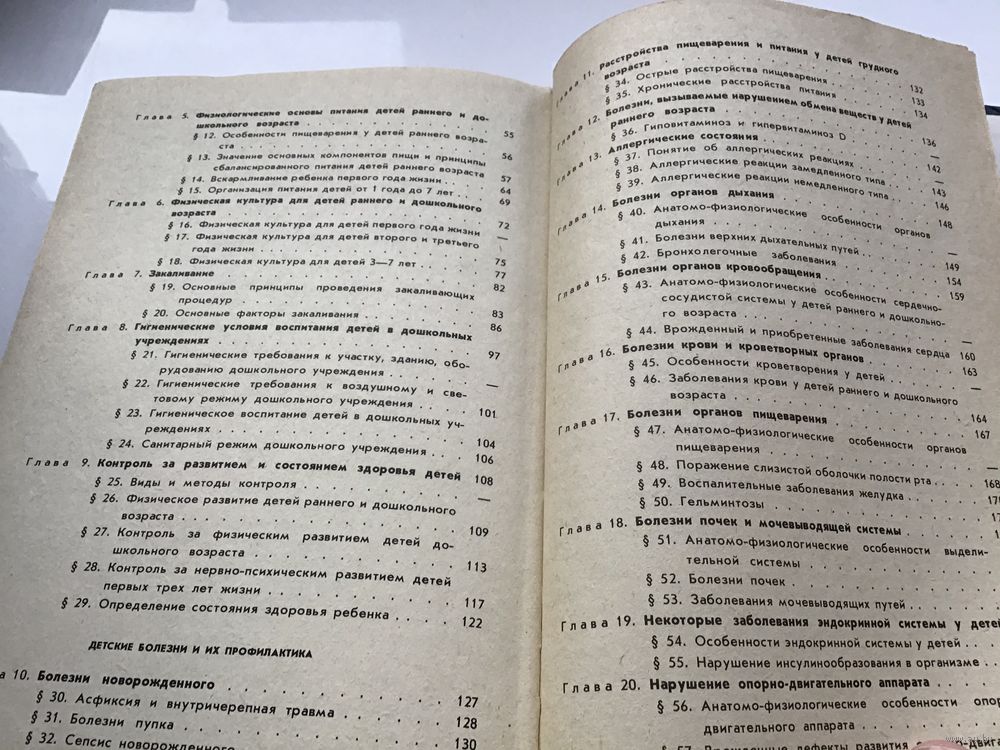 Глава 5. Физиологические основы питания детей раннего и до-
школьного возраста . . . 55
§ 12. Особенности пищеварения у детей раннего возра-
ста . . . 56
§ 13. Значение основных компонентов пищи и принципы
сбалансированного питания детей раннего возраста 57
§ 14. Вскармливание ребенка первого года жизни . . . 64
§ 15. Организация питания детей от 1 года до 7 лет . . . 69
Глава 6. Физическая культура для детей раннего и дошкольного
возраста . . . 72
§ 16. Физическая культура для детей первого года жизни —
§ 17. Физическая культура для детей второго и третьего
года жизни . . . 75
§ 18. Физическая культура для детей 3—7 лет . . . 77
Глава 7. Закаливание . . . 82
§ 19. Основные принципы проведения закаливающих
процедур . . . 83
§ 20. Основные факторы закаливания . . . 86
Глава 8. Гигиенические условия воспитания детей в дошкольных
учреждениях . . . 97
§ 21. Гигиенические требования к участку, зданию, обо-
рудованию дошкольного учреждения . . . —
§ 22. Гигиенические требования к воздушному и све-
товому режиму дошкольного учреждения . . . 101
§ 23. Гигиеническое воспитание детей в дошкольных уч-
реждениях . . . 104
§ 24. Санитарный режим дошкольного учреждения . . . 106
Глава 9. Контроль за развитием и состоянием здоровья детей 108
§ 25. Виды и методы контроля . . . —
§ 26. Физическое развитие детей раннего и дошкольного
возраста . . . 109
§ 27. Контроль за физическим развитием детей до-
школьного возраста . . . 113
§ 28. Контроль за нервно-психическим развитием детей
первых трех лет жизни . . . 117
§ 29. Определение состояния здоровья ребенка . . . 122
ДЕТСКИЕ БОЛЕЗНИ И ИХ ПРОФИЛАКТИКА
а 10. Болезни новорожденного . . . 127
§ 30. Асфиксия и внутричерепная травма . . . 128
§ 31. Болезни пупка . . . 130
§ 32. Сепсис новорожденного
Глава 11. Расстройства пищеварения и питания у детей грудного
возраста . . . 132
§ 34. Острые расстройства пищеварения . . . 133
§ 35. Хронические расстройства питания . . . 134
Глава 12. Болезни, вызываемые нарушением обмена веществ у детей
раннего возраста . . . 136
§ 36. Гиповитаминоз и гипервитаминоз D . . . —
Глава 13. Аллергические состояния . . . 142
§ 37. Понятие об аллергических реакциях . . . —
§ 38. Аллергические реакции замедленного типа . . . 143
§ 39. Аллергические реакции немедленного типа . . . 146
Глава 14. Болезни органов дыхания . . . 148
§ 40. Анатомо-физиологические особенности органов
дыхания . . . —
§ 41. Болезни верхних дыхательных путей . . . 149
§ 42. Бронхолегочные заболевания . . . 154
Глава 15. Болезни органов кровообращения . . . 159
§ 43. Анатомо-физиологические особенности сердечно-
сосудистой системы у детей раннего и дошкольно-
го возраста . . . —
§ 44. Врожденный и приобретенные заболевания сердца 160
Глава 16. Болезни крови и кроветворных органов . . . 163
§ 45. Особенности кроветворения у детей . . . —
§ 46. Заболевания крови у детей раннего и дошкольного
возраста . . . 164
Глава 17. Болезни органов пищеварения . . . 167
§ 47. Анатомо-физиологические особенности органов
пищеварения . . . —
§ 48. Поражение слизистой оболочки полости рта . . . 168
§ 49. Воспалительные заболевания желудка . . .
§ 50. Гельминтозы . . .
Глава 18. Болезни почек и мочевыводящей системы . . .
§ 51. Анатомо-физиологические особенности выдели-
тельной системы
§ 52. Болезни почек .
§ 53. Заболевания мочевыводящих путей . . .
Глава 19. Некоторые заболевания эндокринной системы у детей
§ 54. Особенности эндокринной системы у детей . . .
§ 55. Нарушение инсулинообразования в организме . . .
Глава 20. Нарушение опорно-двигательного аппарата . . .
§ 56. Анатомо-физиологические особенности опор
двигательного аппарата . . .
§ 57. дефекты развития